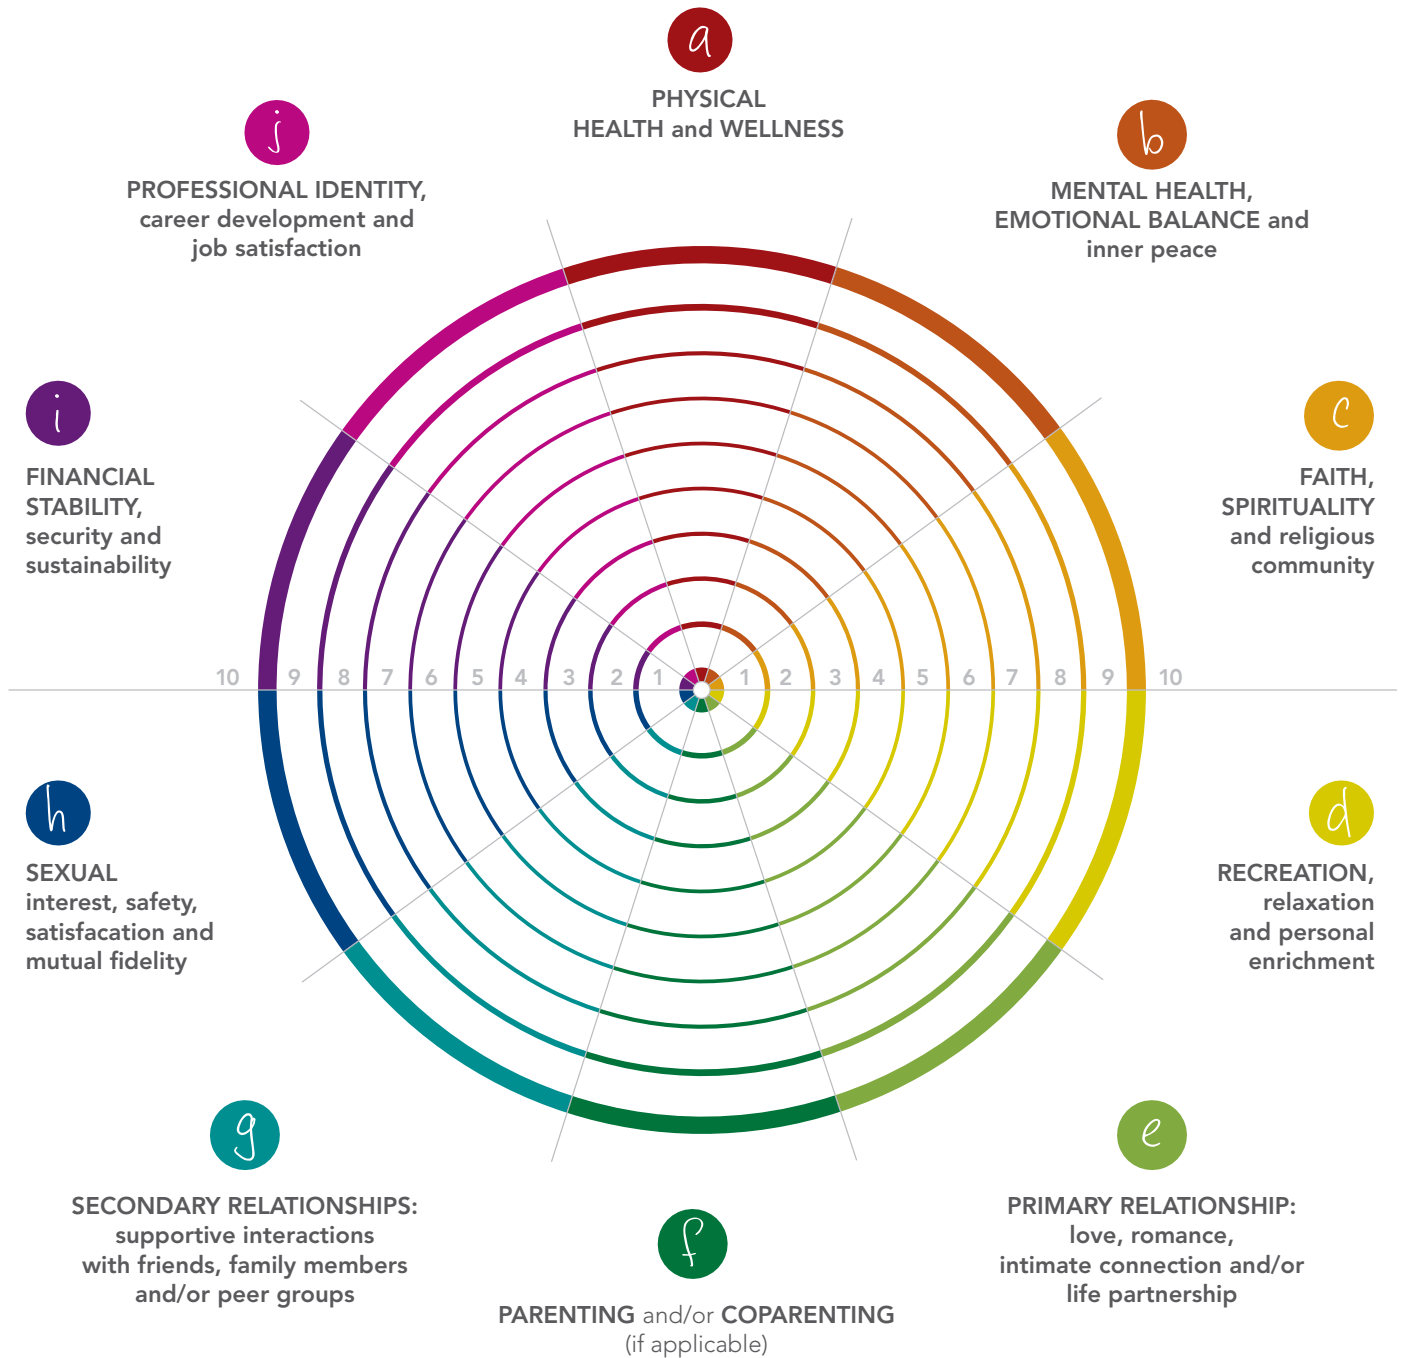 a
PHYSICAL
HEALTH and WELLNESS
b
MENTAL HEALTH,
EMOTIONAL BALANCE and
inner peace
c
FAITH,
SPIRITUALITY
and religious
community
d
RECREATION,
relaxation
and personal
enrichment
e
PRIMARY RELATIONSHIP:
love, romance,
intimate connection and/or
life partnership
f
PARENTING and/or COPARENTING
(if applicable)
g
SECONDARY RELATIONSHIPS:
supportive interactions
with friends, family members
and/or peer groups
h
SEXUAL
interest, safety,
satisfacation and
mutual fidelity
i
FINANCIAL
STABILITY,
security and
sustainability
j
PROFESSIONAL IDENTITY,
career development and
job satisfaction
10 9 8 7 6 5 4 3 2 1 1 2 3 4 5 6 7 8 9 10